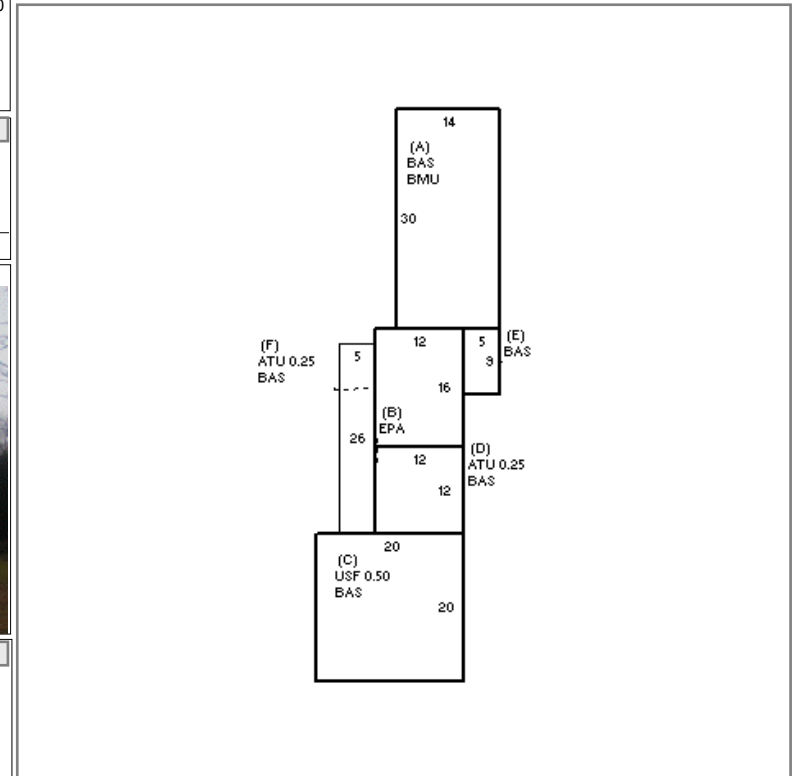 14
(A)
BAS
BMU
30
(F)
ATU 0.25
BAS
5
12
16
5
9
(E)
BAS
26
(B)
EPA
12
12
(D)
ATU 0.25
BAS
20
(C)
USF 0.50
BAS
20